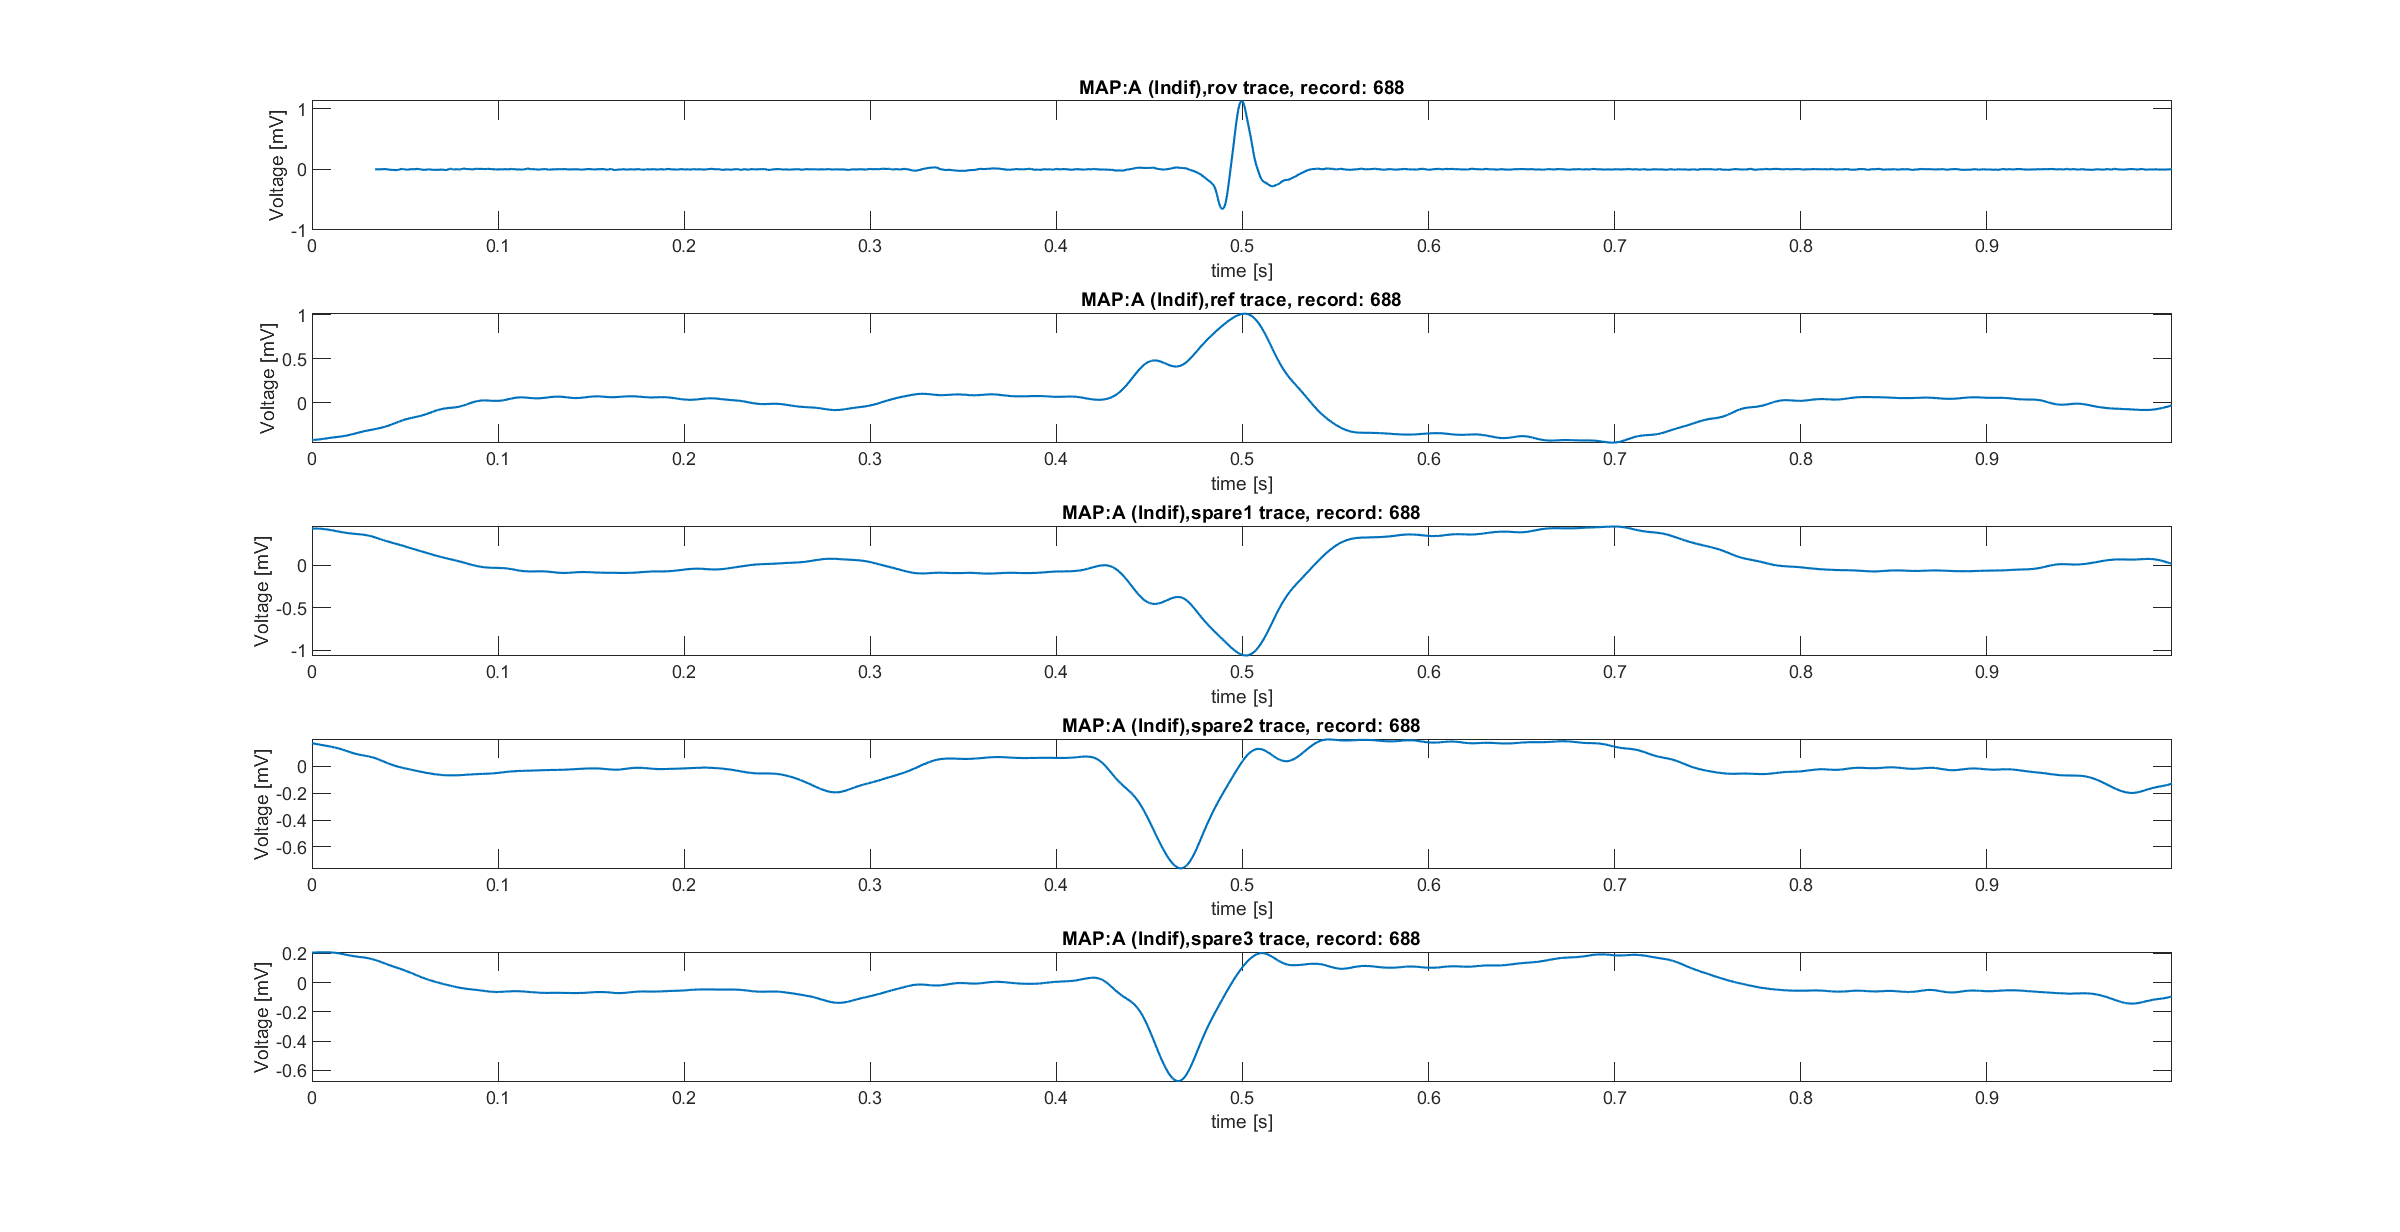 MAP:A (Indif),rov trace, record: 688
Voltage [mV]
1
0
-1
0 0.1 0.2 0.3 0.4 0.5 0.6 0.7 0.8 0.9
time [s]
MAP:A (Indif),ref trace, record: 688
Voltage [mV]
1
0.5
0
0 0.1 0.2 0.3 0.4 0.5 0.6 0.7 0.8 0.9
time [s]
MAP:A (Indif),spare1 trace, record: 688
Voltage [mV]
0
-0.5
-1
0 0.1 0.2 0.3 0.4 0.5 0.6 0.7 0.8 0.9
time [s]
MAP:A (Indif),spare2 trace, record: 688
Voltage [mV]
0
-0.2
-0.4
-0.6
0 0.1 0.2 0.3 0.4 0.5 0.6 0.7 0.8 0.9
time [s]
MAP:A (Indif),spare3 trace, record: 688
Voltage [mV]
0.2
0
-0.2
-0.4
-0.6
0 0.1 0.2 0.3 0.4 0.5 0.6 0.7 0.8 0.9
time [s]